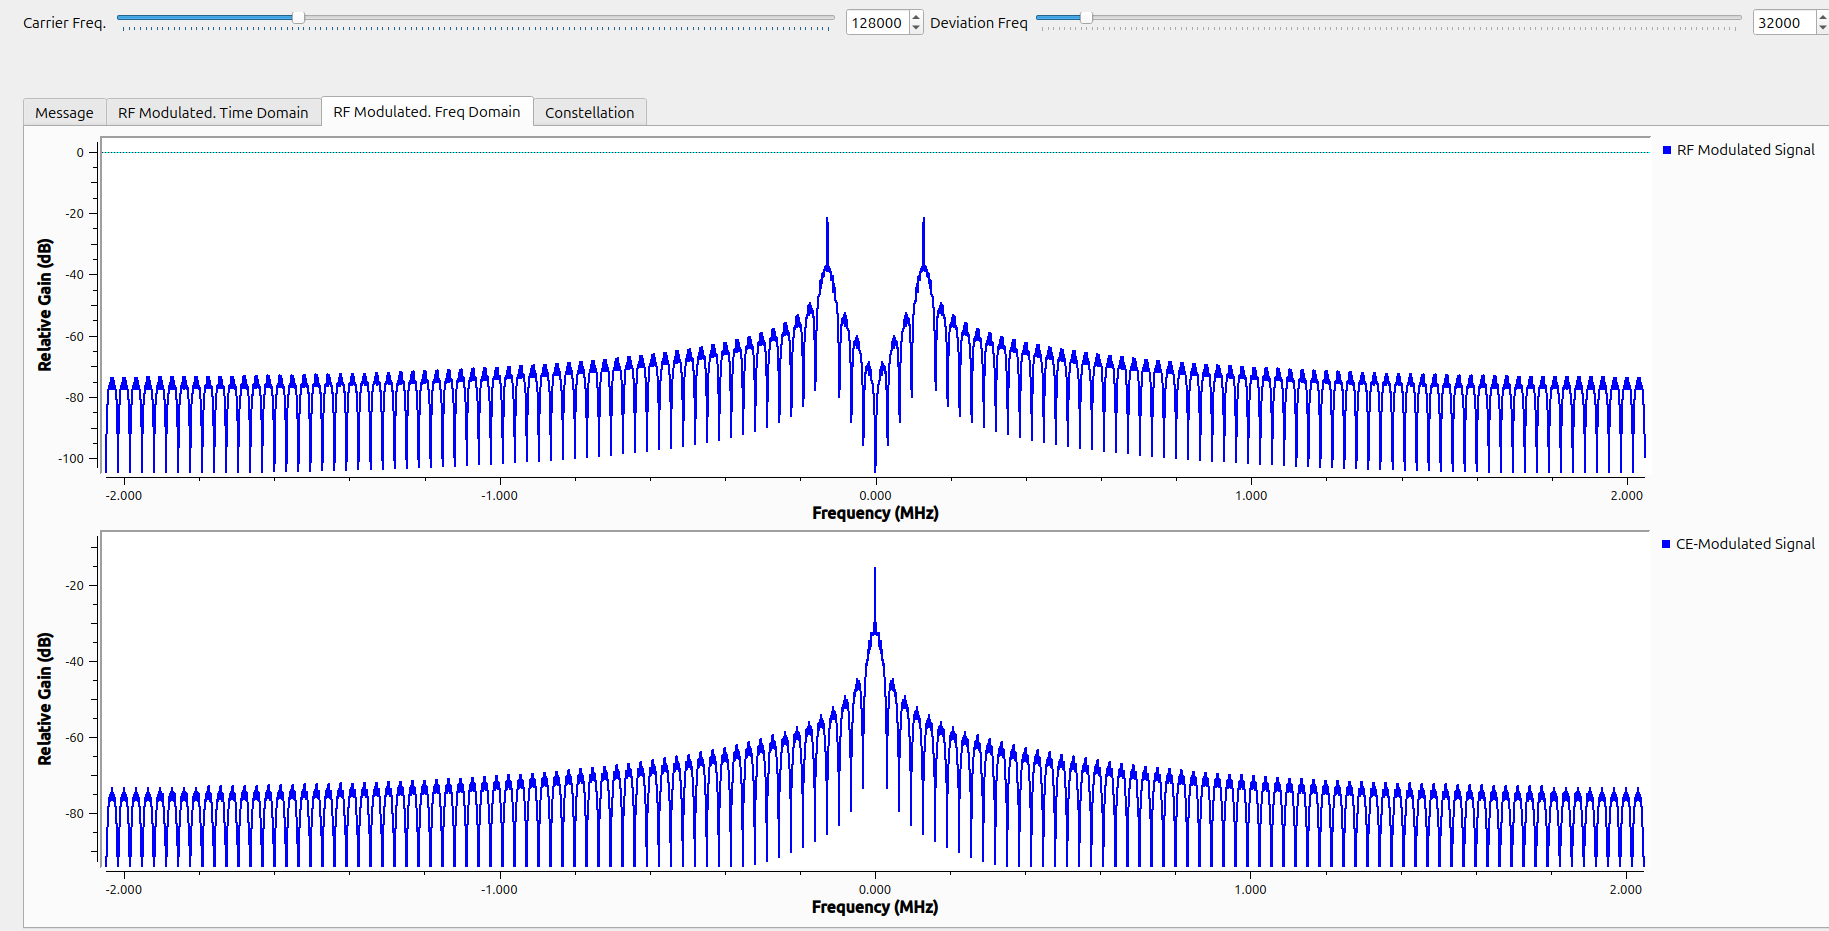 Carrier Freq. 128000 Deviation Freq 32000
Message RF Modulated. Time Domain RF Modulated. Freq Domain Constellation
RF Modulated Signal
Relative Gain (dB)
0
-20
-40
-60
-80
-100
-2.000 -1.000 0.000 1.000 2.000
Frequency (MHz)
CE-Modulated Signal
Relative Gain (dB)
-20
-40
-60
-80
-2.000 -1.000 0.000 1.000 2.000
Frequency (MHz)